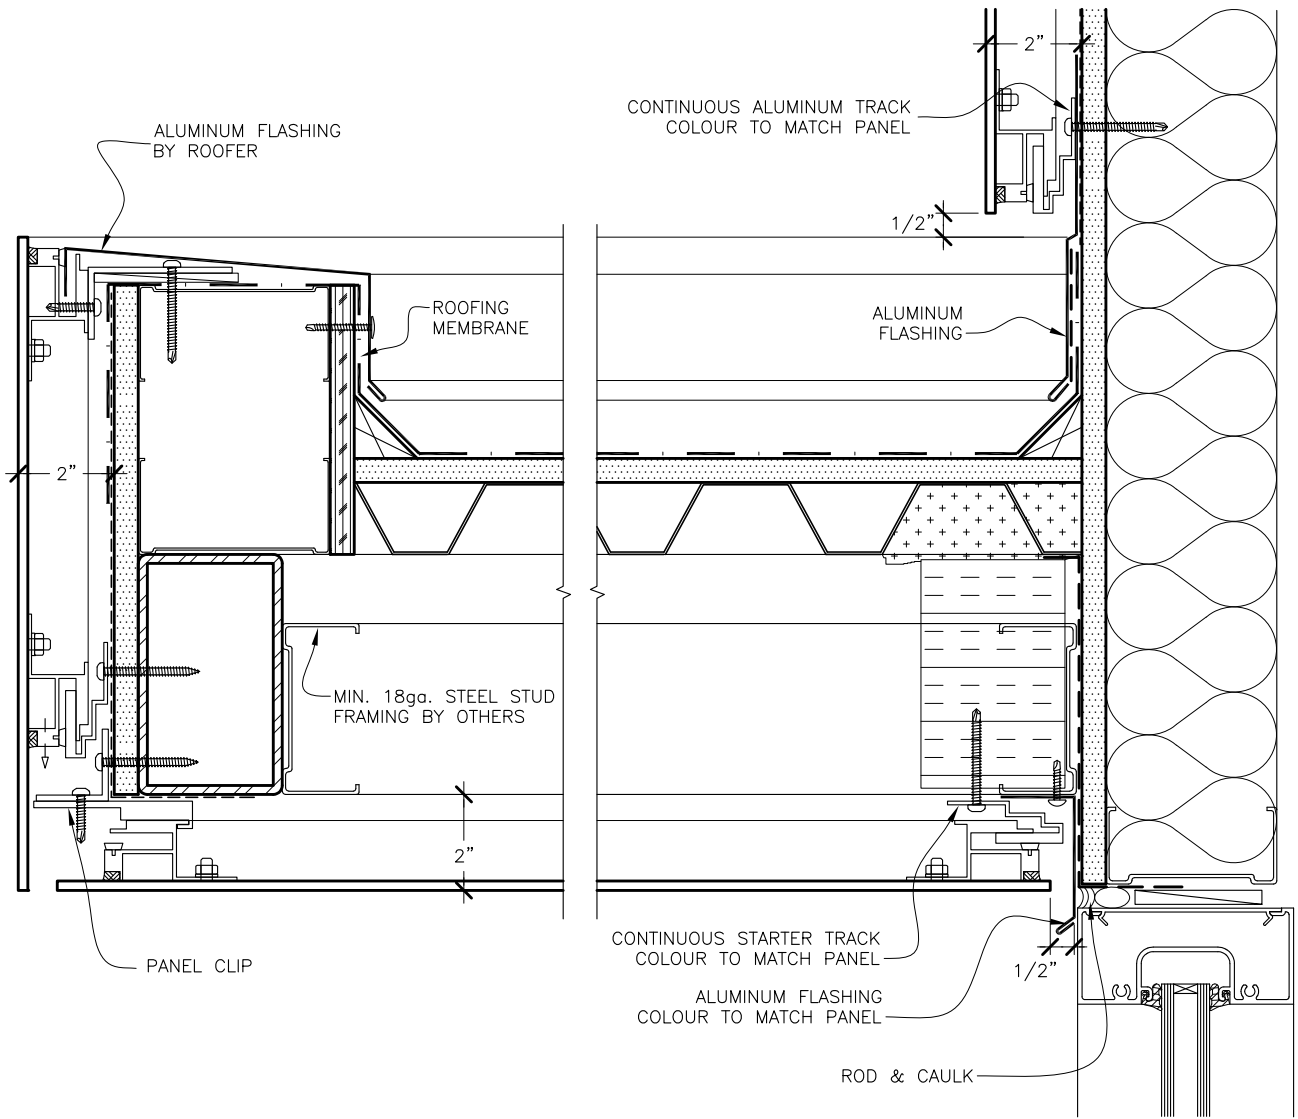 2"
CONTINUOUS ALUMINUM TRACK
COLOUR TO MATCH PANEL
ALUMINUM FLASHING
BY ROOFER
1/2"
ROOFING
MEMBRANE
ALUMINUM
FLASHING
2"
MIN. 18ga. STEEL STUD
FRAMING BY OTHERS
2"
CONTINUOUS STARTER TRACK
COLOUR TO MATCH PANEL
PANEL CLIP
1/2"
ALUMINUM FLASHING
COLOUR TO MATCH PANEL
ROD & CAULK